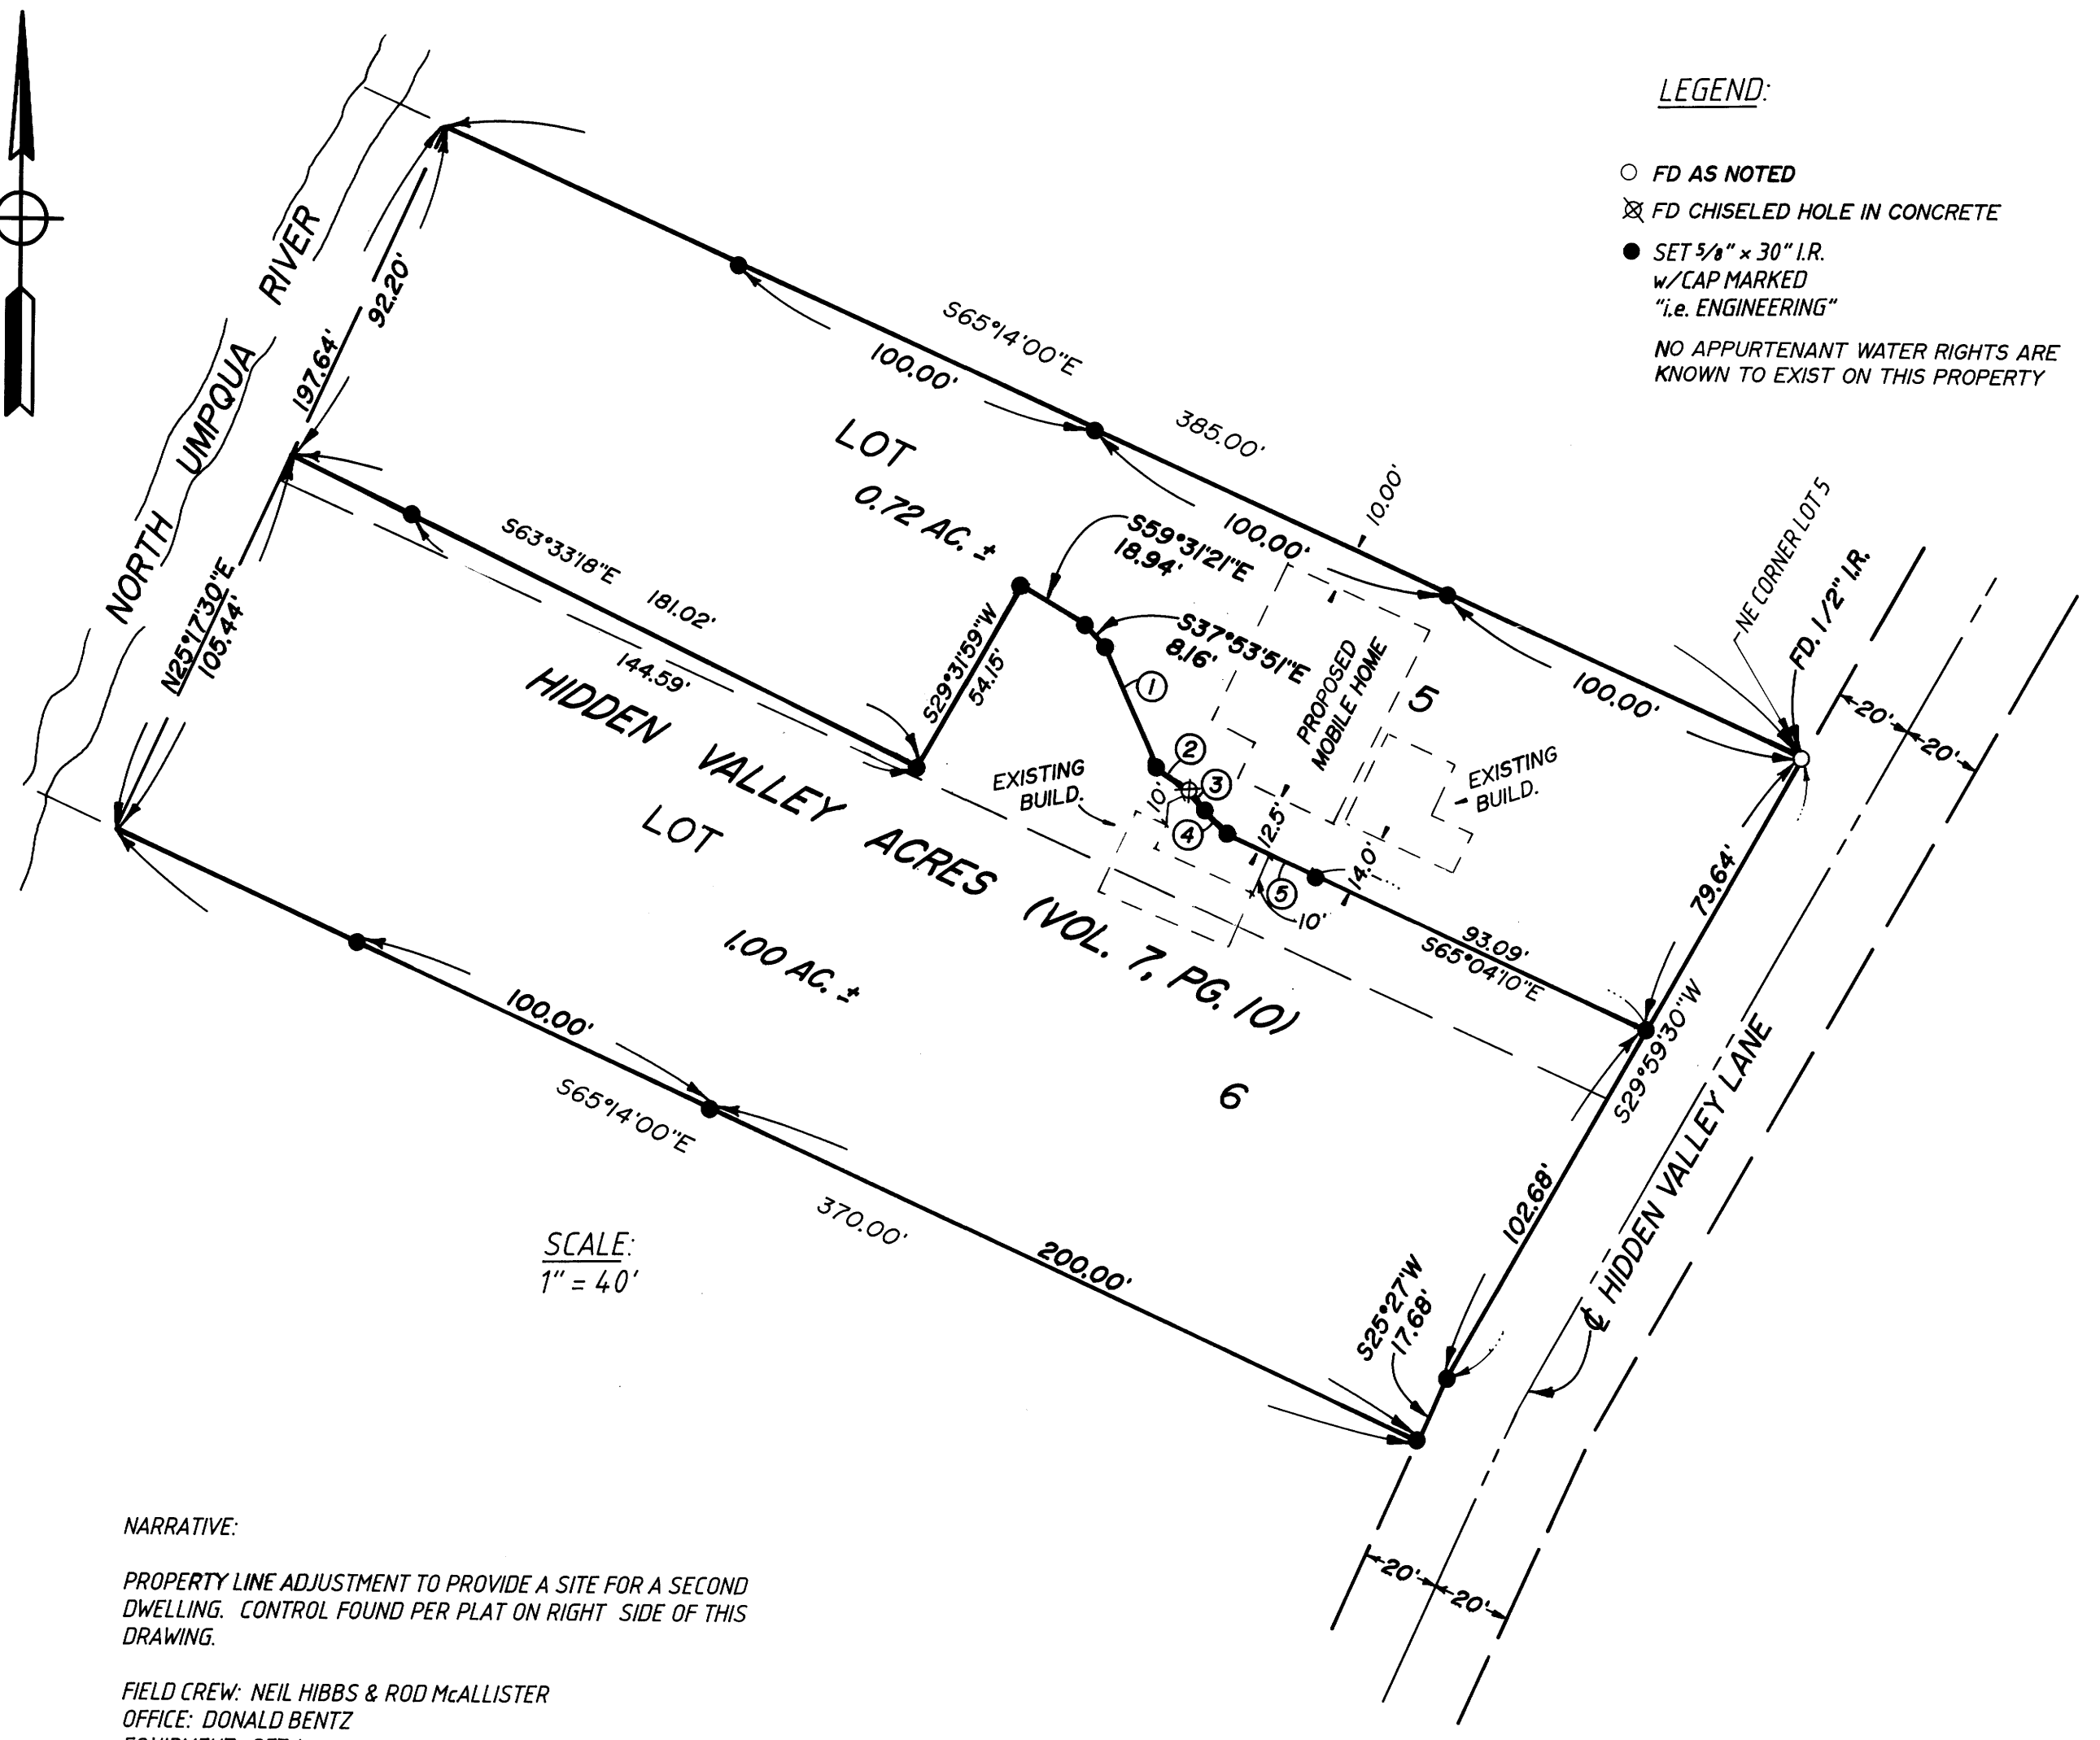 LEGEND:
FD AS NOTED
FD CHISELED HOLE IN CONCRETE
SET 5/8" × 30" I.R.
w/CAP MARKED
"i.e. ENGINEERING"
NO APPURTENANT WATER RIGHTS ARE
KNOWN TO EXIST ON THIS PROPERTY
NORTH UMPQUA RIVER
92.20'
197.64'
N25°17'30"E
105.44'
S65°14'00"E
100.00'
385.00'
10.00'
100.00'
100.00'
LOT
0.72 AC. ±
S59°31'21"E
18.94'
S37°53'51"E
8.16'
S29°31'59"W
54.15'
S63°33'18"E
181.02'
144.59'
1
2
3
4
5
10'
12.5'
14.0'
10'
PROPOSED
MOBILE HOME
5
EXISTING
BUILD.
EXISTING
BUILD.
NE CORNER LOT 5
FD. 1/2" I.R.
20'
20'
79.64'
93.09'
S65°04'10"E
S29°59'30"W
HIDDEN VALLEY ACRES (VOL. 7, PG. 10)
LOT
1.00 AC. ±
6
100.00'
S65°14'00"E
370.00'
200.00'
102.68'
S25°27'W
17.68'
℄ HIDDEN VALLEY LANE
20'
20'
SCALE:
1" = 40'
NARRATIVE:
PROPERTY LINE ADJUSTMENT TO PROVIDE A SITE FOR A SECOND
DWELLING. CONTROL FOUND PER PLAT ON RIGHT SIDE OF THIS
DRAWING.
FIELD CREW: NEIL HIBBS & ROD McALLISTER
OFFICE: DONALD BENTZ